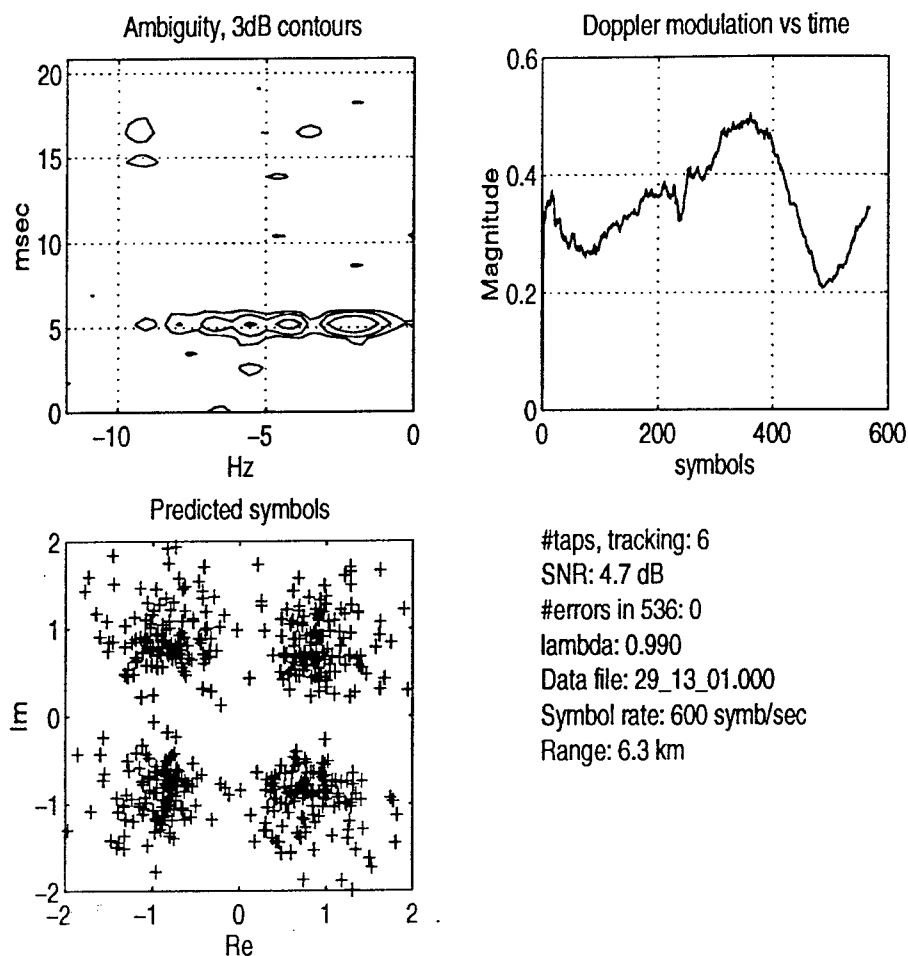 Ambiguity, 3dB contours
20
15
10
5
0
msec
−10
−5
0
Hz
Doppler modulation vs time
0.6
0.4
0.2
0
Magnitude
0
200
400
600
symbols
Predicted symbols
2
1
0
−1
−2
Im
−2
−1
0
1
2
Re
#taps, tracking: 6
SNR: 4.7 dB
#errors in 536: 0
lambda: 0.990
Data file: 29_13_01.000
Symbol rate: 600 symb/sec
Range: 6.3 km